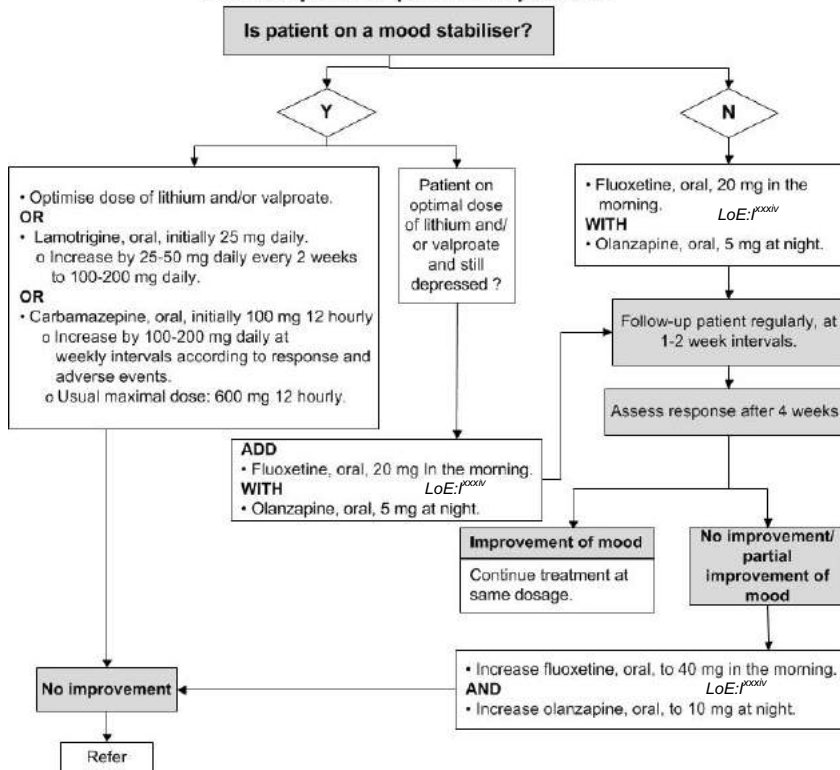 Is patient on a mood stabiliser?
Y
N
• Optimise dose of lithium and/or valproate.
OR
• Lamotrigine, oral, initially 25 mg daily.
o Increase by 25-50 mg daily every 2 weeks
to 100-200 mg daily.
OR
• Carbamazepine, oral, initially 100 mg 12 hourly
o Increase by 100-200 mg daily at
weekly intervals according to response and
adverse events.
o Usual maximal dose: 600 mg 12 hourly.
Patient on
optimal dose
of lithium and/
or valproate
and still
depressed ?
• Fluoxetine, oral, 20 mg in the
morning.
LoE:I^xxxiv
WITH
• Olanzapine, oral, 5 mg at night.
Follow-up patient regularly, at
1-2 week intervals.
Assess response after 4 weeks
ADD
• Fluoxetine, oral, 20 mg In the morning.
WITH
LoE:I^xxxiv
• Olanzapine, oral, 5 mg at night.
Improvement of mood
Continue treatment at
same dosage.
No improvement/
partial
improvement of
mood
• Increase fluoxetine, oral, to 40 mg in the morning.
AND
LoE:I^xxxiv
• Increase olanzapine, oral, to 10 mg at night.
No improvement
Refer